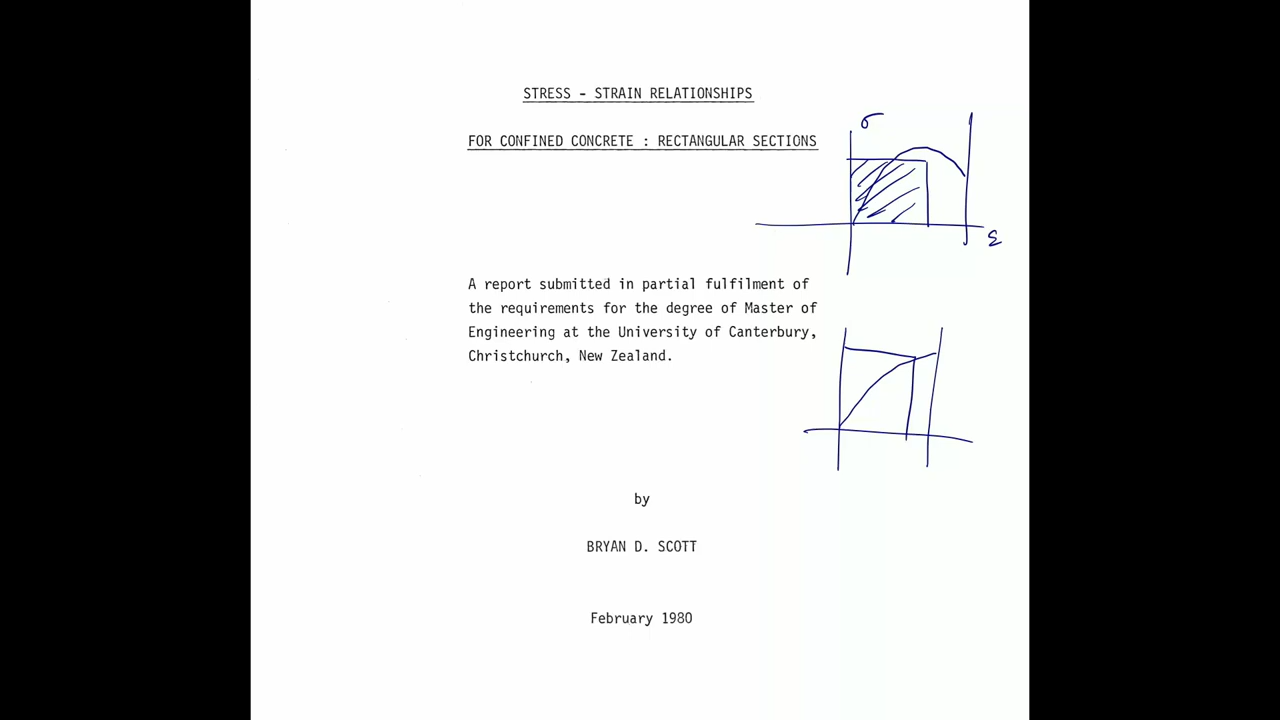 STRESS - STRAIN RELATIONSHIPS
FOR CONFINED CONCRETE : RECTANGULAR SECTIONS
σ
ε
A report submitted in partial fulfilment of
the requirements for the degree of Master of
Engineering at the University of Canterbury,
Christchurch, New Zealand.
by
BRYAN D. SCOTT
February 1980